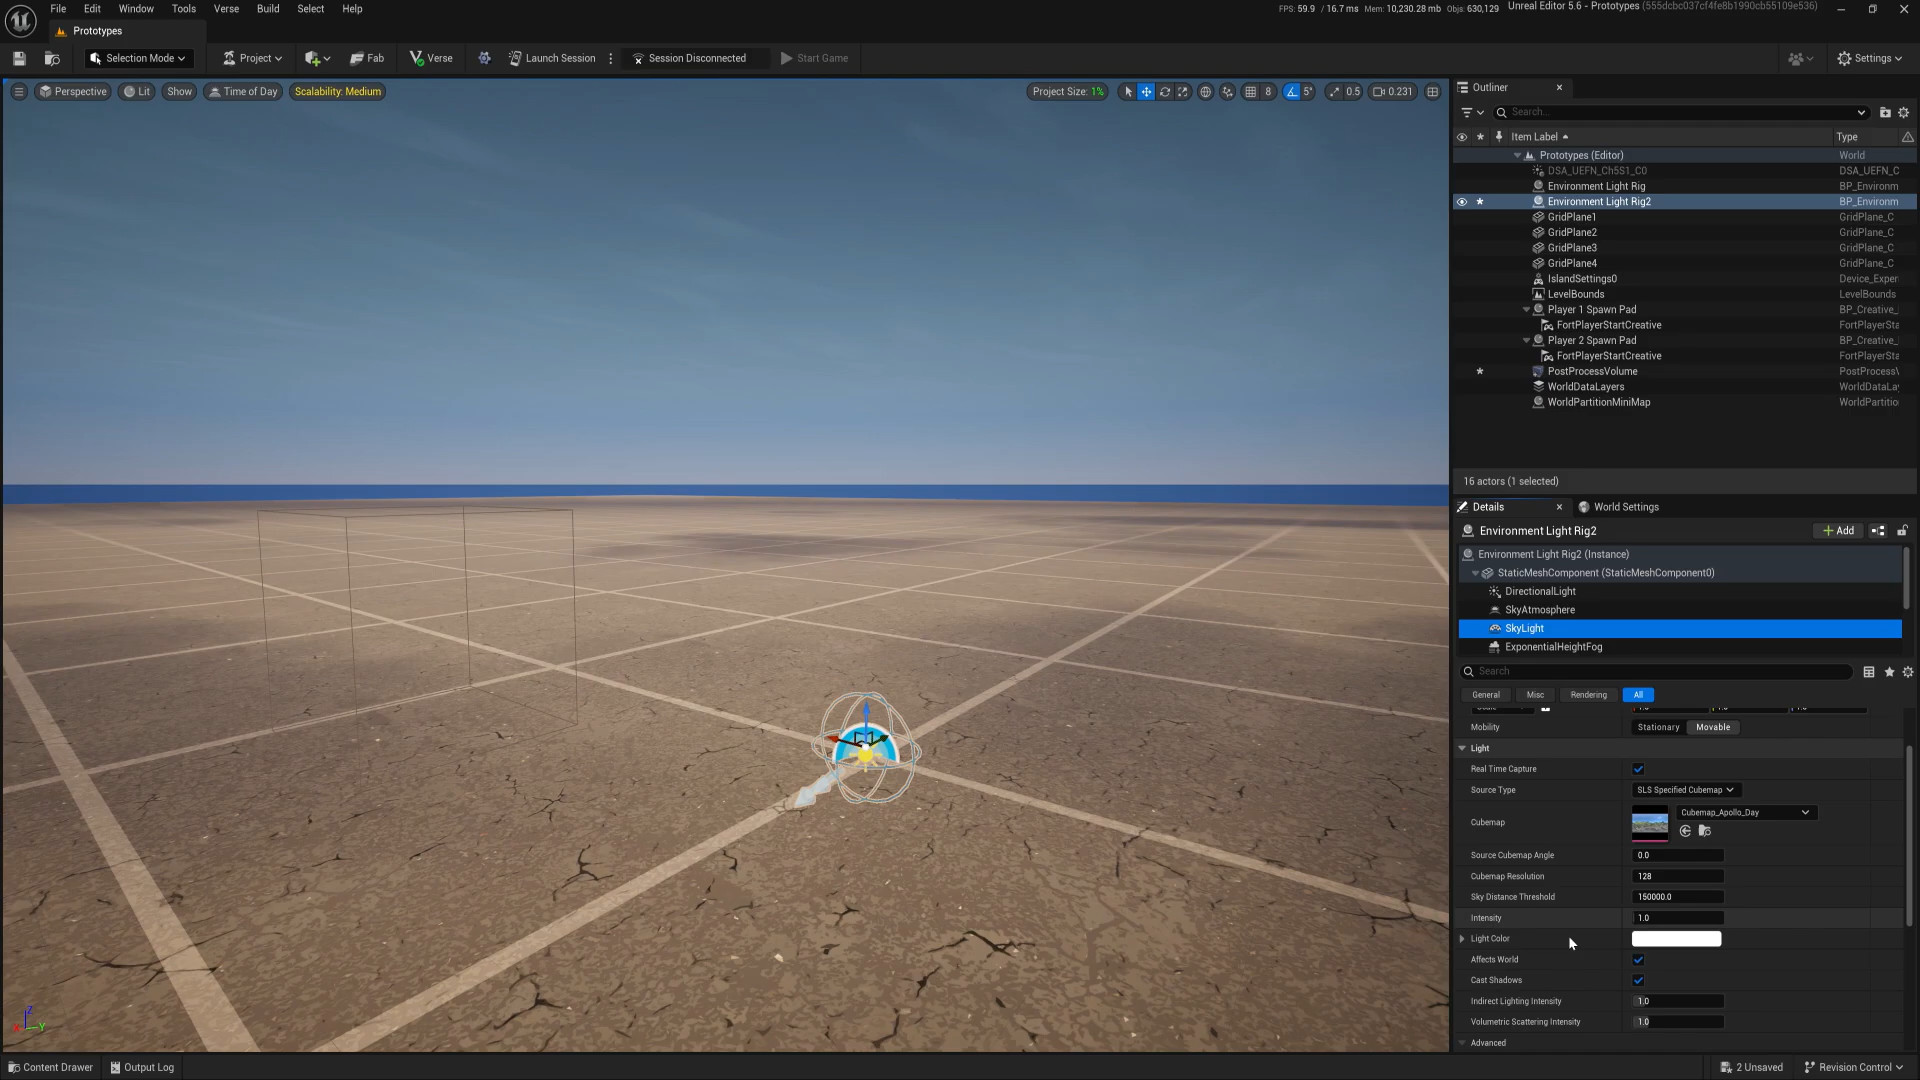 File Edit Window Tools Verse Build Select Help
FPS: 59.9 / 16.7 ms Mem: 10,230.28 mb Objs: 630,129 Unreal Editor 5.6 - Prototypes (555dcbc037cf4fe8b1990cb55109e536)
Prototypes
Selection Mode Project Fab Verse Launch Session Session Disconnected Start Game Settings
Perspective Lit Show Time of Day Scalability: Medium Project Size: 1% 8 5° 0.5 0.231
Outliner
Search...
Item Label Type
Prototypes (Editor) World
DSA_UEFN_Ch5S1_C0 DSA_UEFN_C
Environment Light Rig BP_Environm
Environment Light Rig2 BP_Environm
GridPlane1 GridPlane_C
GridPlane2 GridPlane_C
GridPlane3 GridPlane_C
GridPlane4 GridPlane_C
IslandSettings0 Device_Exper
LevelBounds LevelBounds
Player 1 Spawn Pad BP_Creative_
FortPlayerStartCreative FortPlayerSta
Player 2 Spawn Pad BP_Creative_
FortPlayerStartCreative FortPlayerSta
PostProcessVolume PostProcessV
WorldDataLayers WorldDataLa
WorldPartitionMiniMap WorldPartitio
16 actors (1 selected)
Details World Settings
Environment Light Rig2 Add
Environment Light Rig2 (Instance)
StaticMeshComponent (StaticMeshComponent0)
DirectionalLight
SkyAtmosphere
SkyLight
ExponentialHeightFog
Search
General Misc Rendering All
Mobility Stationary Movable
Light
Real Time Capture
Source Type SLS Specified Cubemap
Cubemap Cubemap_Apollo_Day
Source Cubemap Angle 0.0
Cubemap Resolution 128
Sky Distance Threshold 150000.0
Intensity 1.0
Light Color
Affects World
Cast Shadows
Indirect Lighting Intensity 1.0
Volumetric Scattering Intensity 1.0
Advanced
Z
X Y
Content Drawer Output Log 2 Unsaved Revision Control